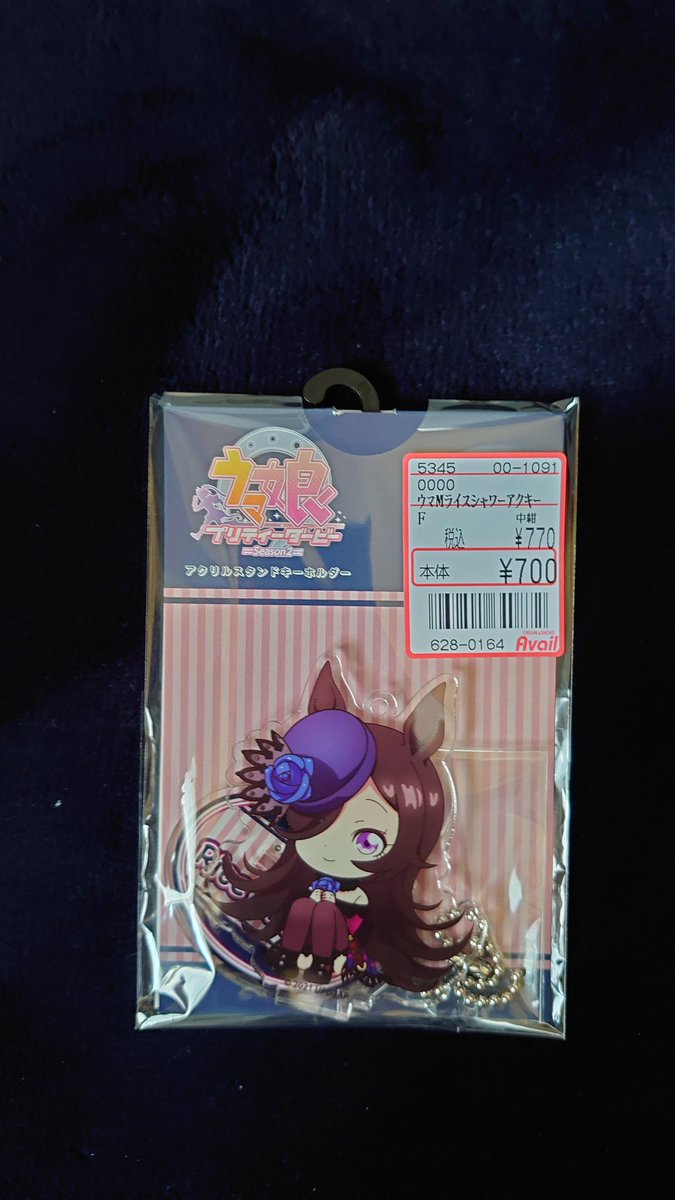 ウマ娘
プリティーダービー
Season2
アクリルスタンドキーホルダー
5345 00-1091
0000
ウマMライスシャワーアクキー
F 中紺
税込 ¥770
本体 ¥700
628-0164 Avail
© 2021